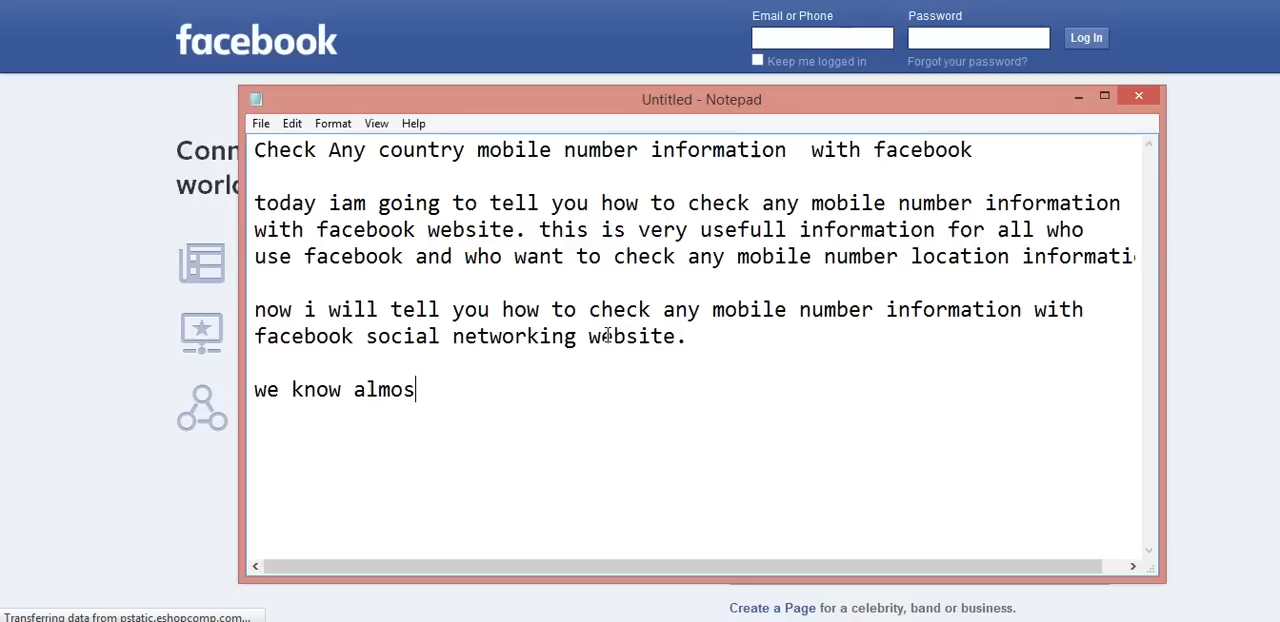 facebook
Email or Phone
Password
Log In
Keep me logged in
Forgot your password?
Untitled - Notepad
File Edit Format View Help
Conn
world
Check Any country mobile number information  with facebook
today iam going to tell you how to check any mobile number information
with facebook website. this is very usefull information for all who
use facebook and who want to check any mobile number location informati
now i will tell you how to check any mobile number information with
facebook social networking website.
we know almos
Create a Page for a celebrity, band or business.
Transferring data from pstatic.eshopcomp.com...